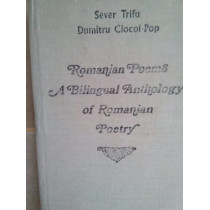 Sever Trifu
Dumitru Ciocoi-Pop
Romanian Poems
A Bilingual Anthology
of Romanian
Poetry